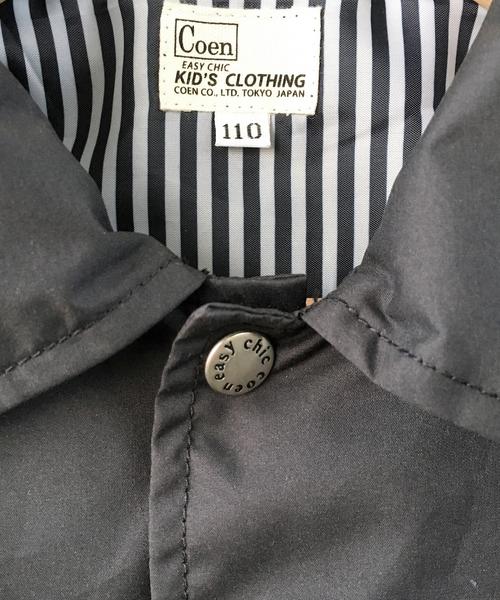 Coen
EASY CHIC
KID'S CLOTHING
COEN CO., LTD. TOKYO JAPAN
110
coen easy chic